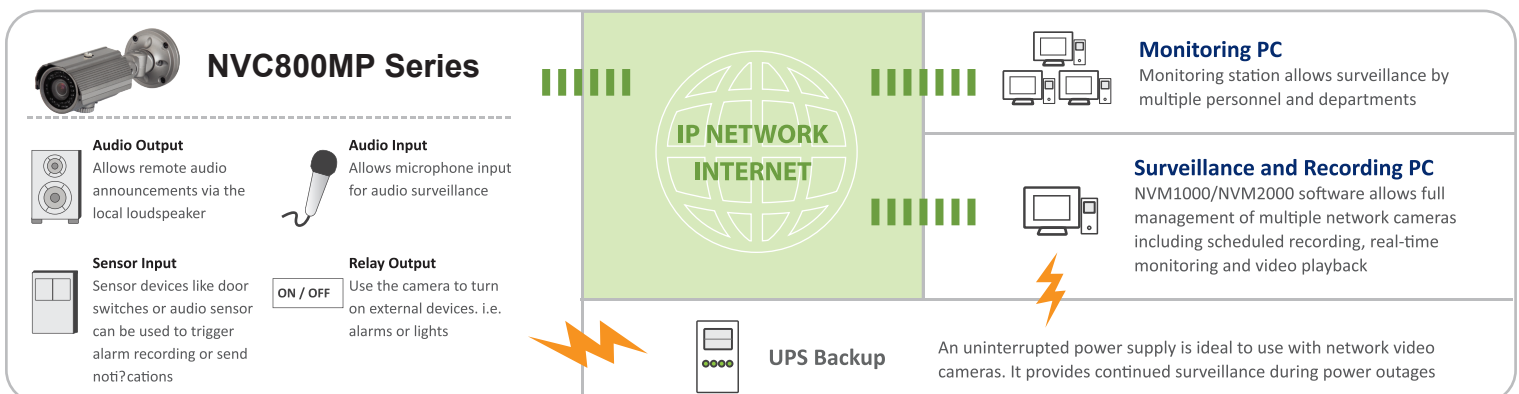 NVC800MP Series
Audio Output
Allows remote audio
announcements via the
local loudspeaker
Audio Input
Allows microphone input
for audio surveillance
Sensor Input
Sensor devices like door
switches or audio sensor
can be used to trigger
alarm recording or send
noti?cations
ON / OFF
Relay Output
Use the camera to turn
on external devices. i.e.
alarms or lights
IP NETWORK
INTERNET
Monitoring PC
Monitoring station allows surveillance by
multiple personnel and departments
Surveillance and Recording PC
NVM1000/NVM2000 software allows full
management of multiple network cameras
including scheduled recording, real-time
monitoring and video playback
UPS Backup
An uninterrupted power supply is ideal to use with network video
cameras. It provides continued surveillance during power outages